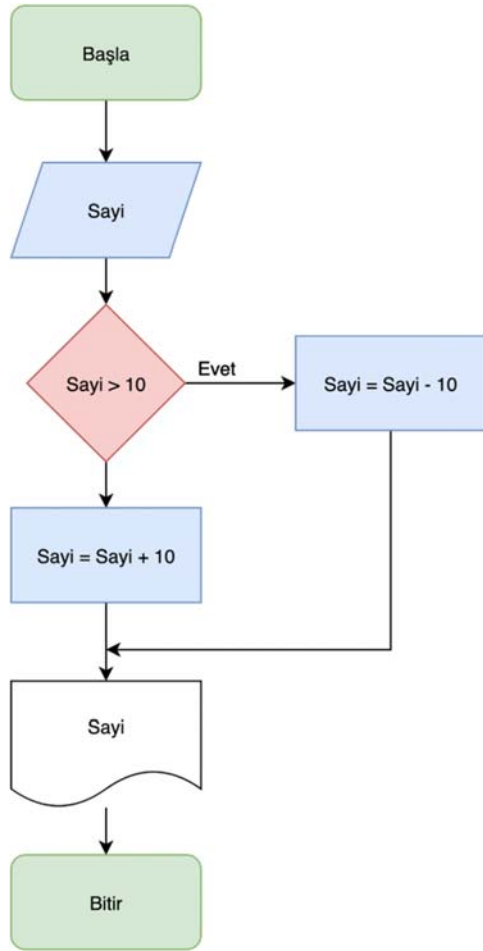 Başla
Sayi
Sayi > 10
Evet
Sayi = Sayi - 10
Sayi = Sayi + 10
Sayi
Bitir